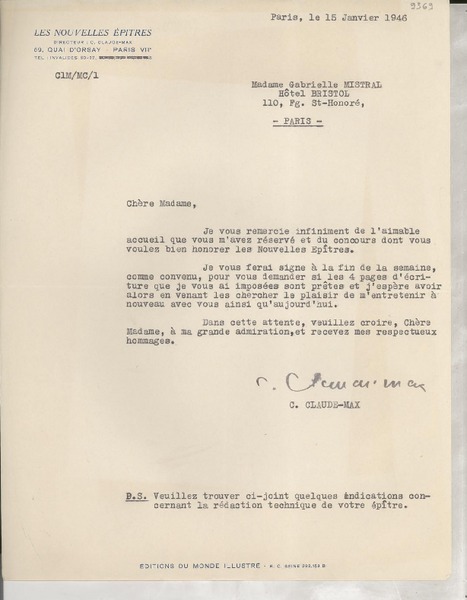 9369
Paris, le 15 Janvier 1946
LES NOUVELLES ÉPITRES
DIRECTEUR : C. CLAUDE-MAX
69, QUAI D'ORSAY - PARIS VIIe
TEL : INVALIDES
ClM/MC/1
Madame Gabrielle MISTRAL
Hôtel BRISTOL
110, Fg. St-Honoré,
- PARIS -
Chère Madame,
Je vous remercie infiniment de l'aimable
accueil que vous m'avez réservé et du concours dont vous
voulez bien honorer les Nouvelles Epîtres.
Je vous ferai signe à la fin de la semaine,
comme convenu, pour vous demander si les 4 pages d'écri-
ture que je vous ai imposées sont prêtes et j'espère avoir
alors en venant les chercher le plaisir de m'entretenir à
nouveau avec vous ainsi qu'aujourd'hui.
Dans cette attente, veuillez croire, Chère
Madame, à ma grande admiration,et recevez mes respectueux
hommages.
C. Claude-Max
C. CLAUDE-MAX
P.S. Veuillez trouver ci-joint quelques indications con-
cernant la rédaction technique de votre épître.
EDITIONS DU MONDE ILLUSTRÉ - R. C. SEINE